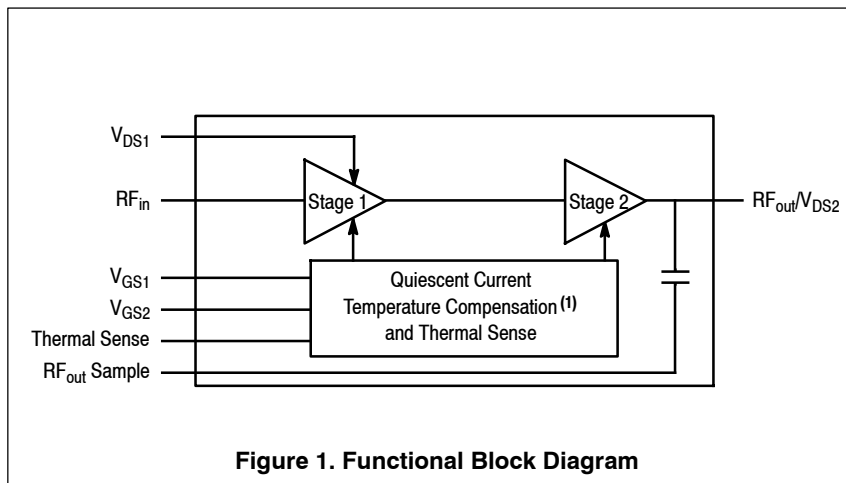 V_DS1
RF_in
Stage 1
Stage 2
RF_out/V_DS2
V_GS1
V_GS2
Thermal Sense
RF_out Sample
Quiescent Current
Temperature Compensation (1)
and Thermal Sense
Figure 1. Functional Block Diagram